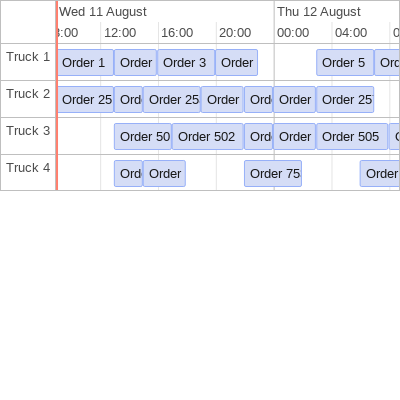 Wed 11 August Thu 12 August
8:00 12:00 16:00 20:00 00:00 04:00 0
Truck 1 Order 1 Order Order 3 Order Order 5 Ord
Truck 2 Order 25 Ord Order 25 Order Ord Order Order 25
Truck 3 Order 50 Order 502 Ord Order Order 505 O
Truck 4 Ord Order Order 75 Order